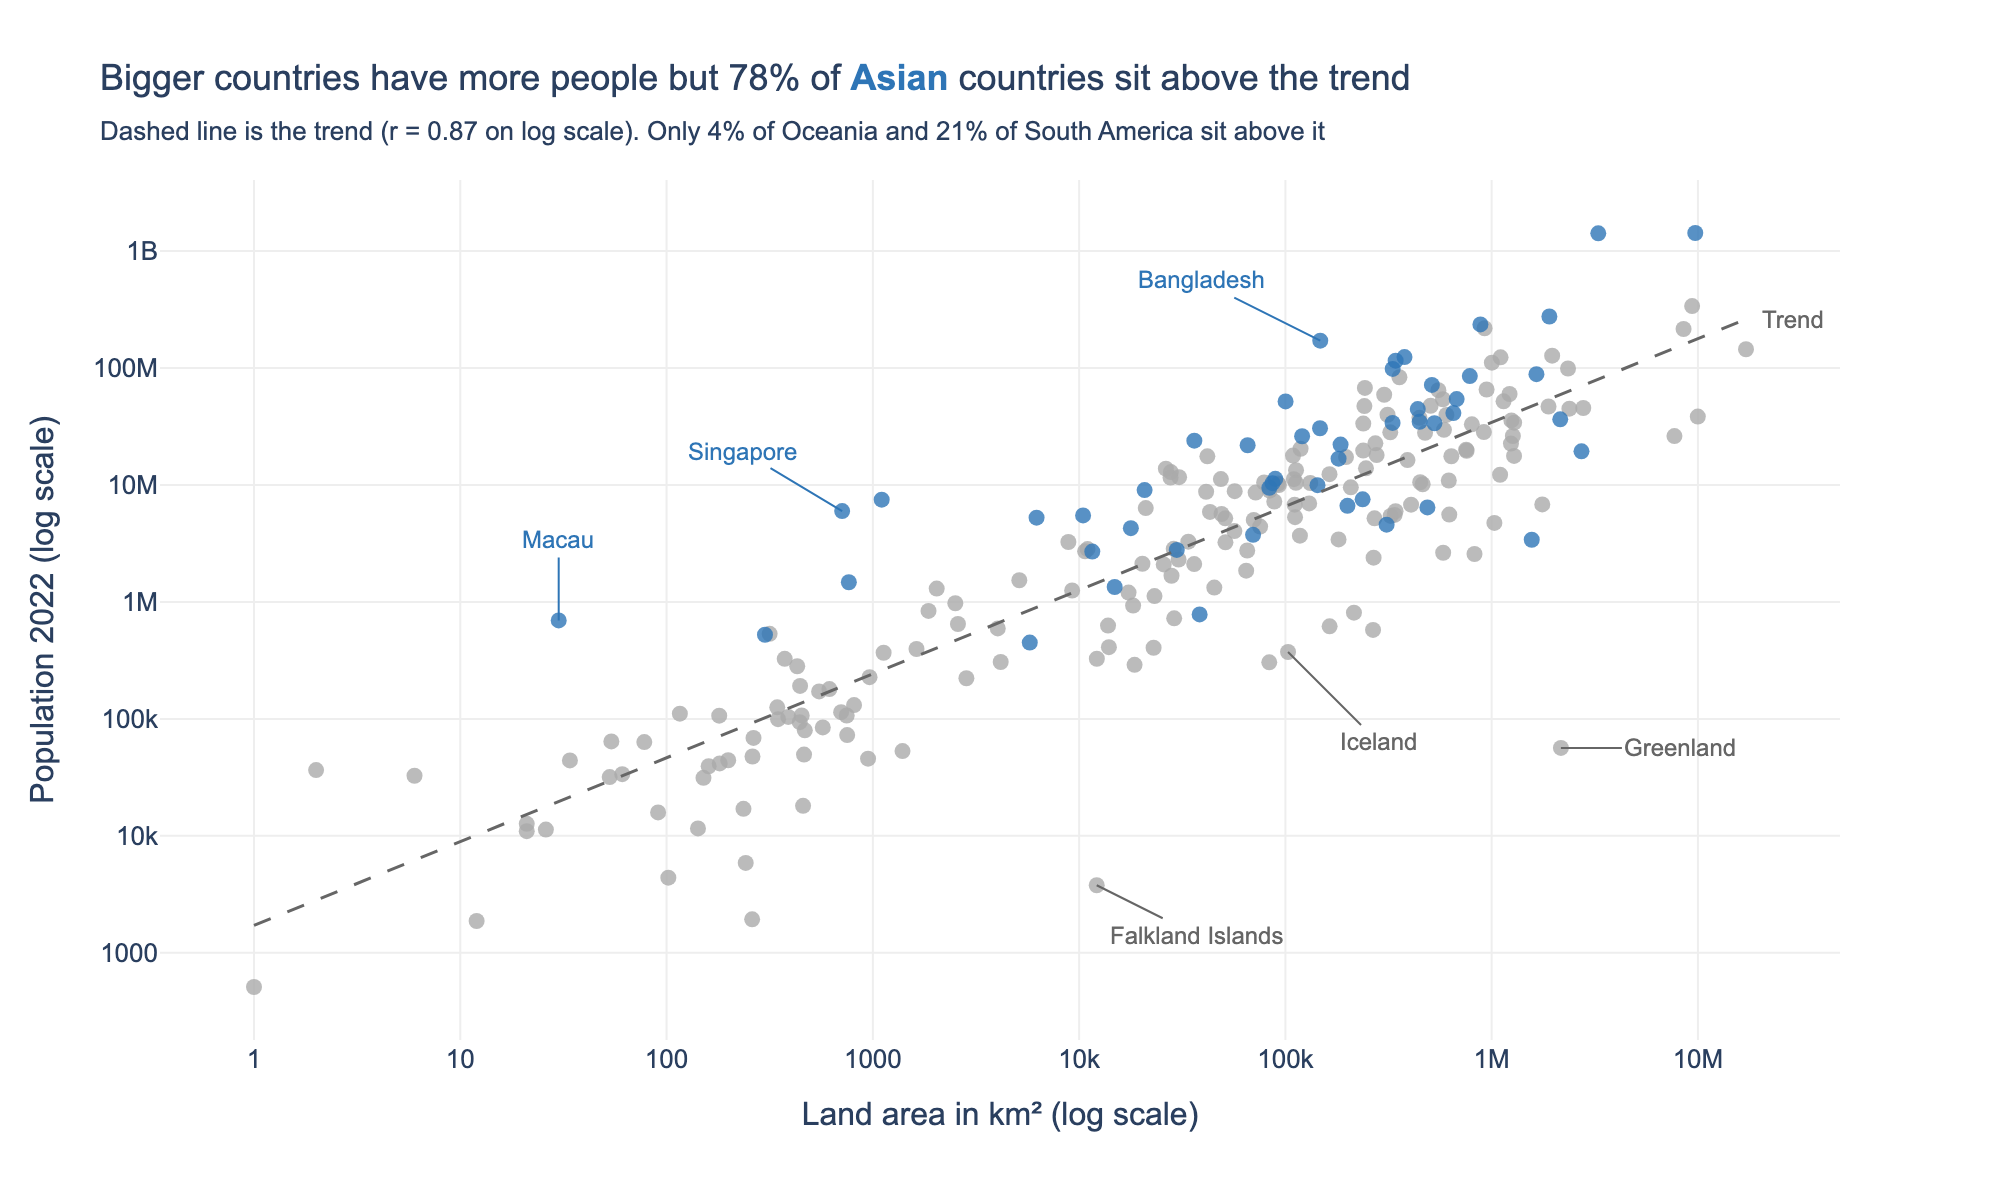 Bigger countries have more people but 78% of Asian countries sit above the trend
Dashed line is the trend (r = 0.87 on log scale). Only 4% of Oceania and 21% of South America sit above it
1B
100M
10M
1M
100k
10k
1000
Population 2022 (log scale)
Bangladesh
Trend
Singapore
Macau
Iceland
Greenland
Falkland Islands
1
10
100
1000
10k
100k
1M
10M
Land area in km² (log scale)